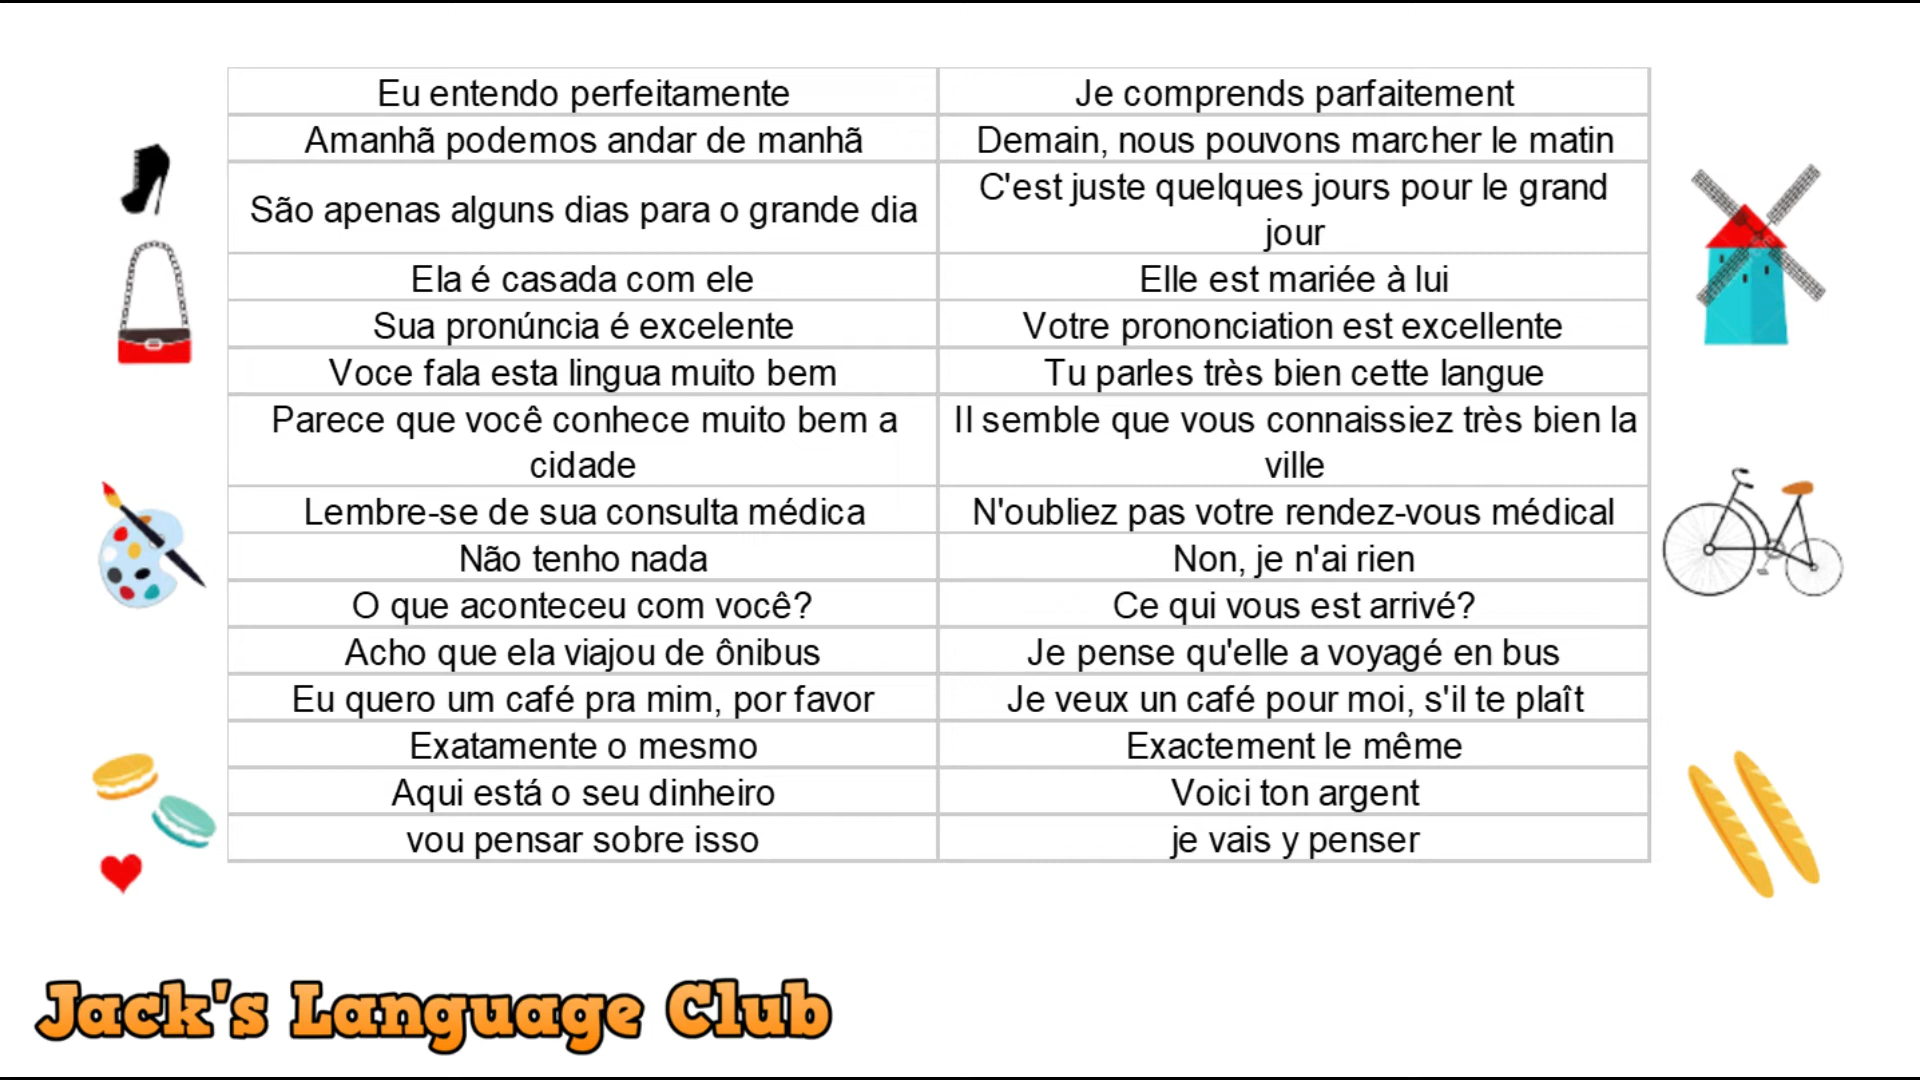 Eu entendo perfeitamente
Je comprends parfaitement
Amanhã podemos andar de manhã
Demain, nous pouvons marcher le matin
São apenas alguns dias para o grande dia
C'est juste quelques jours pour le grand
jour
Ela é casada com ele
Elle est mariée à lui
Sua pronúncia é excelente
Votre prononciation est excellente
Voce fala esta lingua muito bem
Tu parles très bien cette langue
Parece que você conhece muito bem a
cidade
Il semble que vous connaissiez très bien la
ville
Lembre-se de sua consulta médica
N'oubliez pas votre rendez-vous médical
Não tenho nada
Non, je n'ai rien
O que aconteceu com você?
Ce qui vous est arrivé?
Acho que ela viajou de ônibus
Je pense qu'elle a voyagé en bus
Eu quero um café pra mim, por favor
Je veux un café pour moi, s'il te plaît
Exatamente o mesmo
Exactement le même
Aqui está o seu dinheiro
Voici ton argent
vou pensar sobre isso
je vais y penser
Jack's Language Club